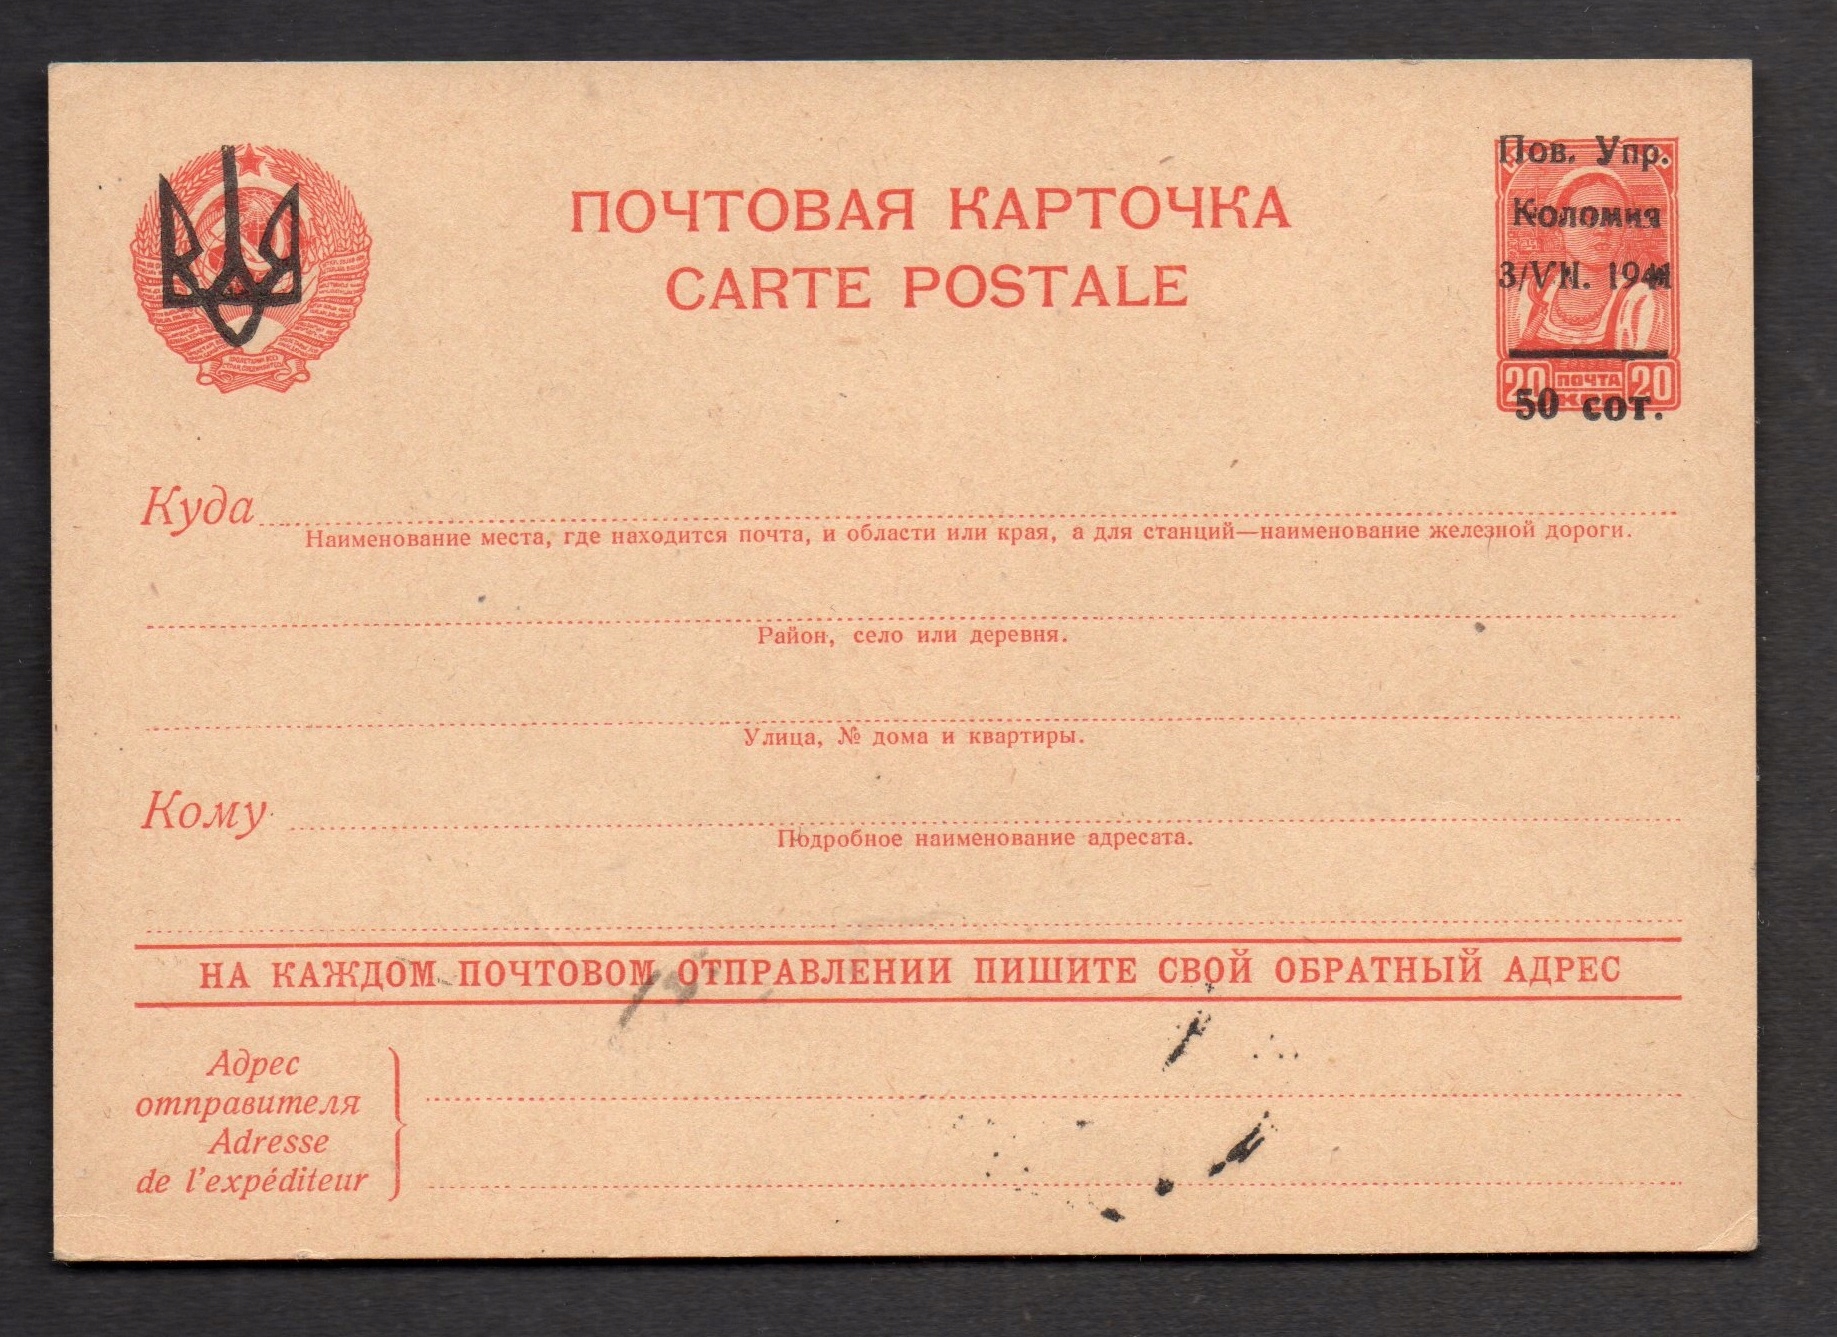 ПОЧТОВАЯ КАРТОЧКА
CARTE POSTALE
Пов. Упр.
Коломия
3/VII. 1941
20 ПОЧТА 20
50 сот.
Куда
Наименование места, где находится почта, и области или края, а для станций—наименование железной дороги.
Район, село или деревня.
Улица, № дома и квартиры.
Кому
Подробное наименование адресата.
НА КАЖДОМ ПОЧТОВОМ ОТПРАВЛЕНИИ ПИШИТЕ СВОЙ ОБРАТНЫЙ АДРЕС
Адрес
отправителя
Adresse
de l'expéditeur